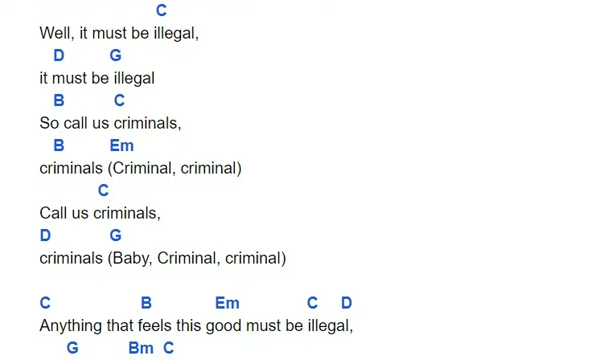 C
Well, it must be illegal,
D G
it must be illegal
B C
So call us criminals,
B Em
criminals (Criminal, criminal)
C
Call us criminals,
D G
criminals (Baby, Criminal, criminal)
C B Em C D
Anything that feels this good must be illegal,
G Bm C